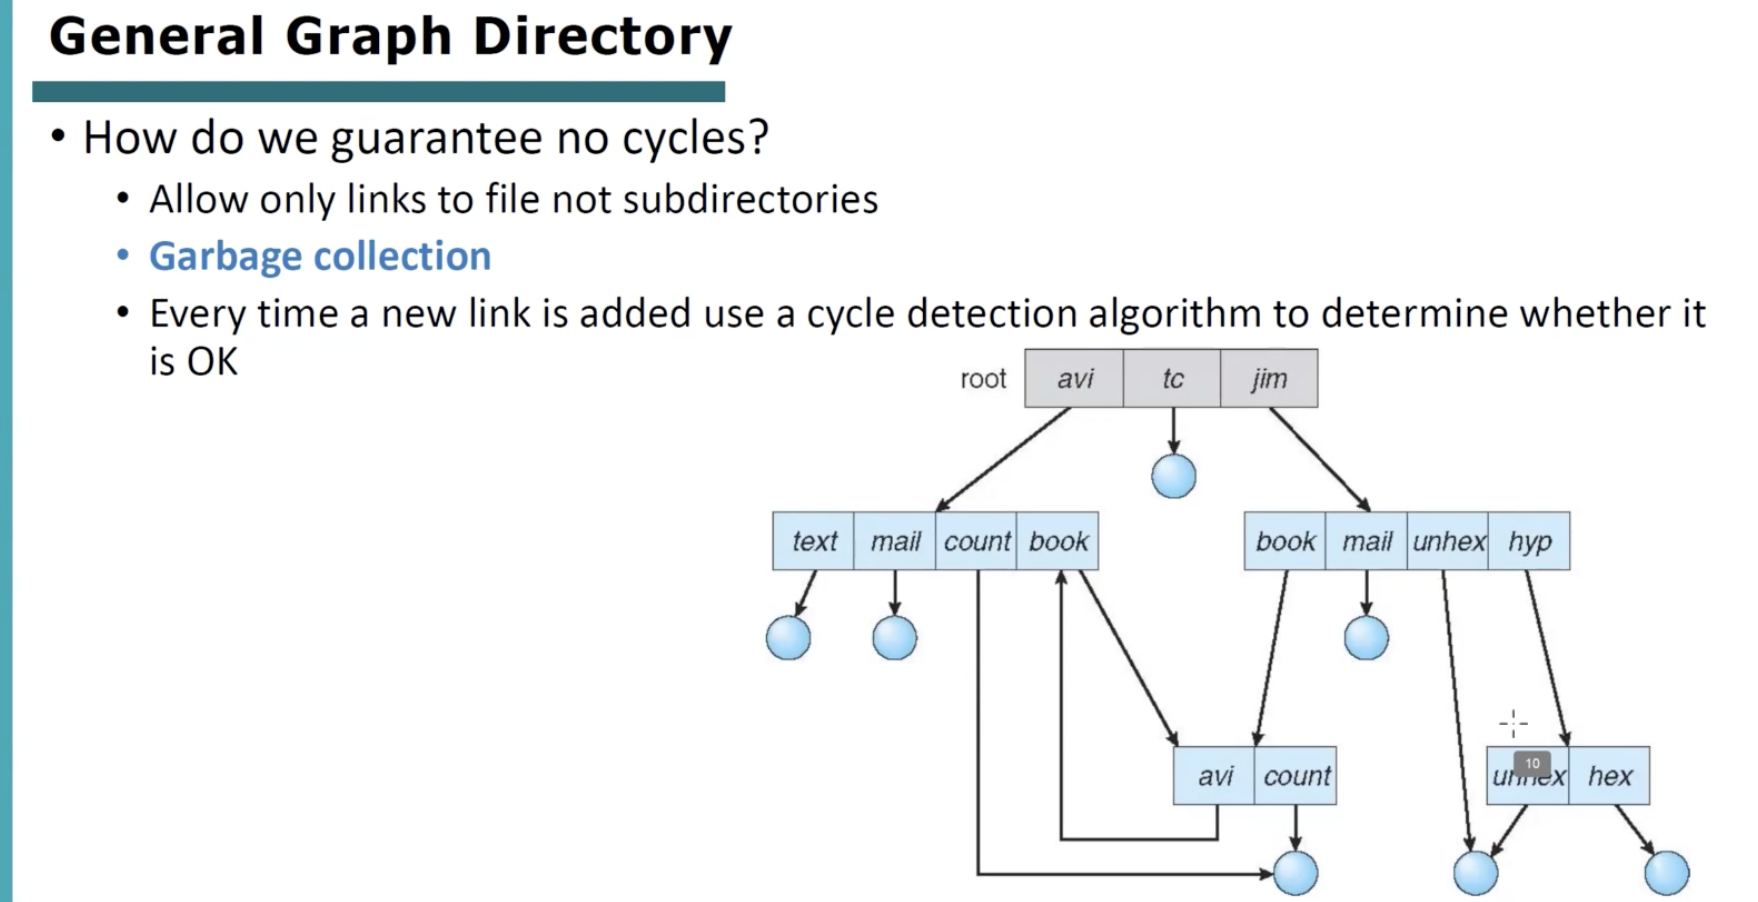 General Graph Directory
• How do we guarantee no cycles?
• Allow only links to file not subdirectories
• Garbage collection
• Every time a new link is added use a cycle detection algorithm to determine whether it
is OK
root avi tc jim
text mail count book book mail unhex hyp
avi count hex
10